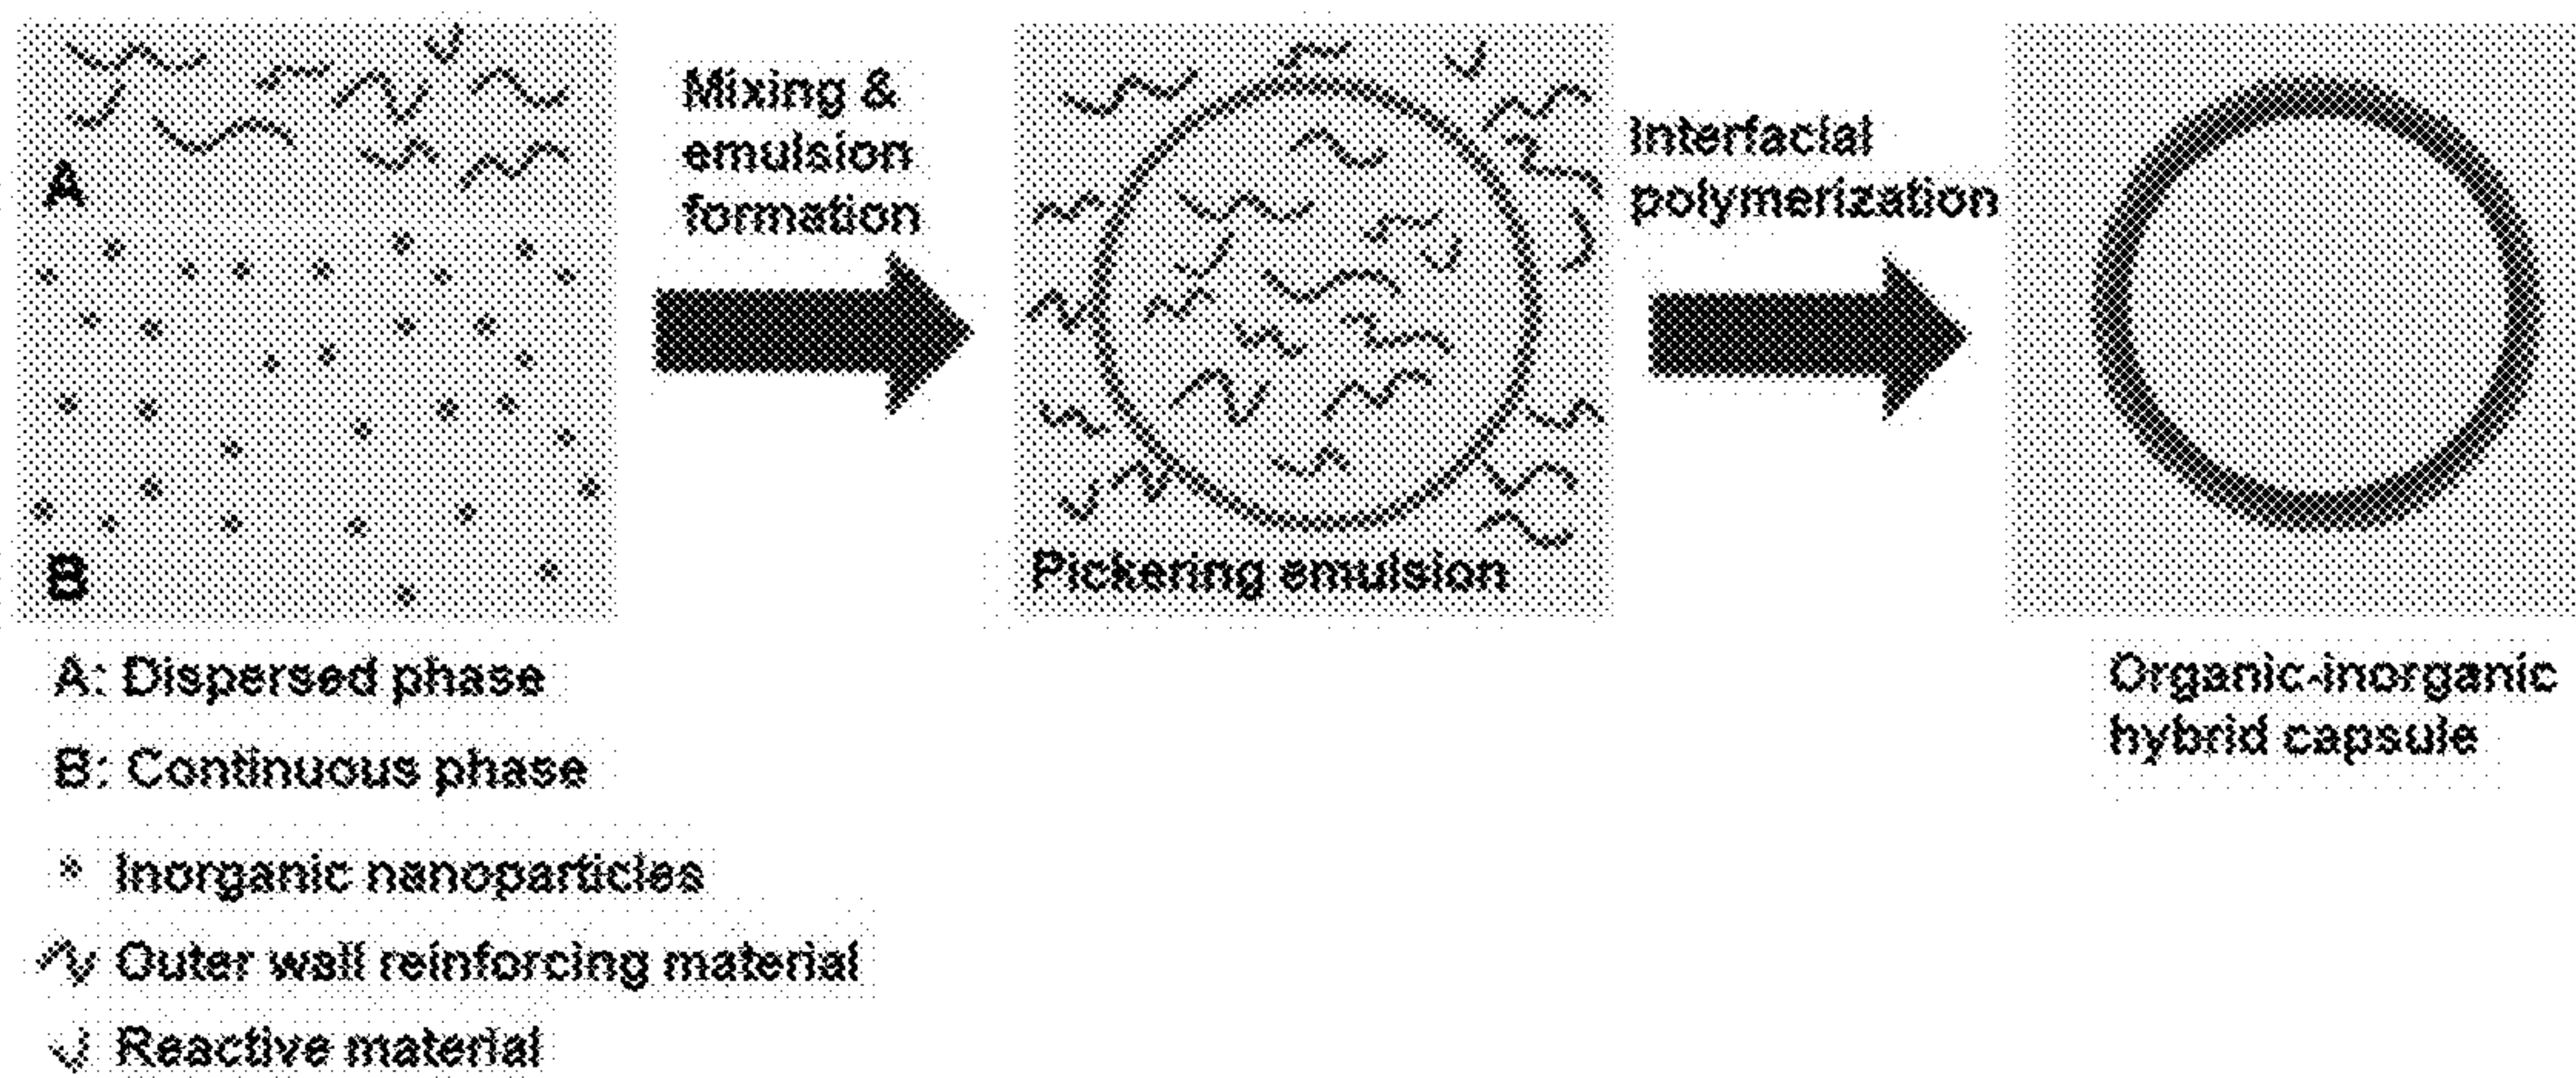 A
B
Mixing &
emulsion
formation
Pickering emulsion
Interfacial
polymerization
Organic-inorganic
hybrid capsule
A: Dispersed phase
B: Continuous phase
Inorganic nanoparticles
Outer wall reinforcing material
Reactive material